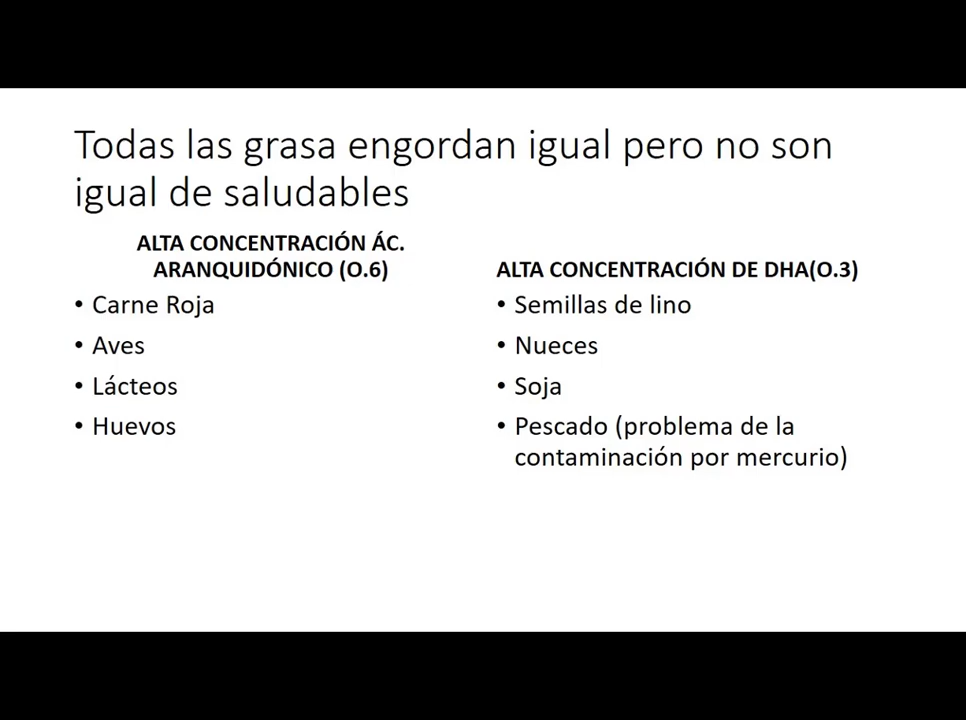 Todas las grasa engordan igual pero no son
igual de saludables
ALTA CONCENTRACIÓN ÁC.
ARANQUIDÓNICO (O.6)
• Carne Roja
• Aves
• Lácteos
• Huevos
ALTA CONCENTRACIÓN DE DHA(O.3)
• Semillas de lino
• Nueces
• Soja
• Pescado (problema de la
contaminación por mercurio)